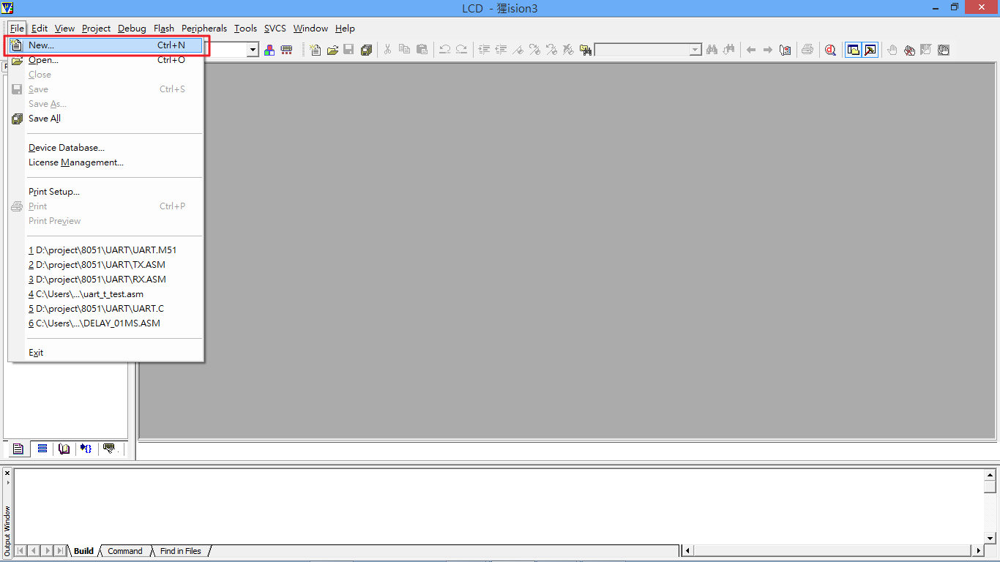 LCD - 猩ision3
File Edit View Project Debug Flash Peripherals Tools SVCS Window Help
New... Ctrl+N
Open... Ctrl+O
Close
Save Ctrl+S
Save As...
Save All
Device Database...
License Management...
Print Setup...
Print Ctrl+P
Print Preview
1 D:\project\8051\UART\UART.M51
2 D:\project\8051\UART\TX.ASM
3 D:\project\8051\UART\RX.ASM
4 C:\Users\...\uart_t_test.asm
5 D:\project\8051\UART\UART.C
6 C:\Users\...\DELAY_01MS.ASM
Exit
Output Window
Build Command Find in Files